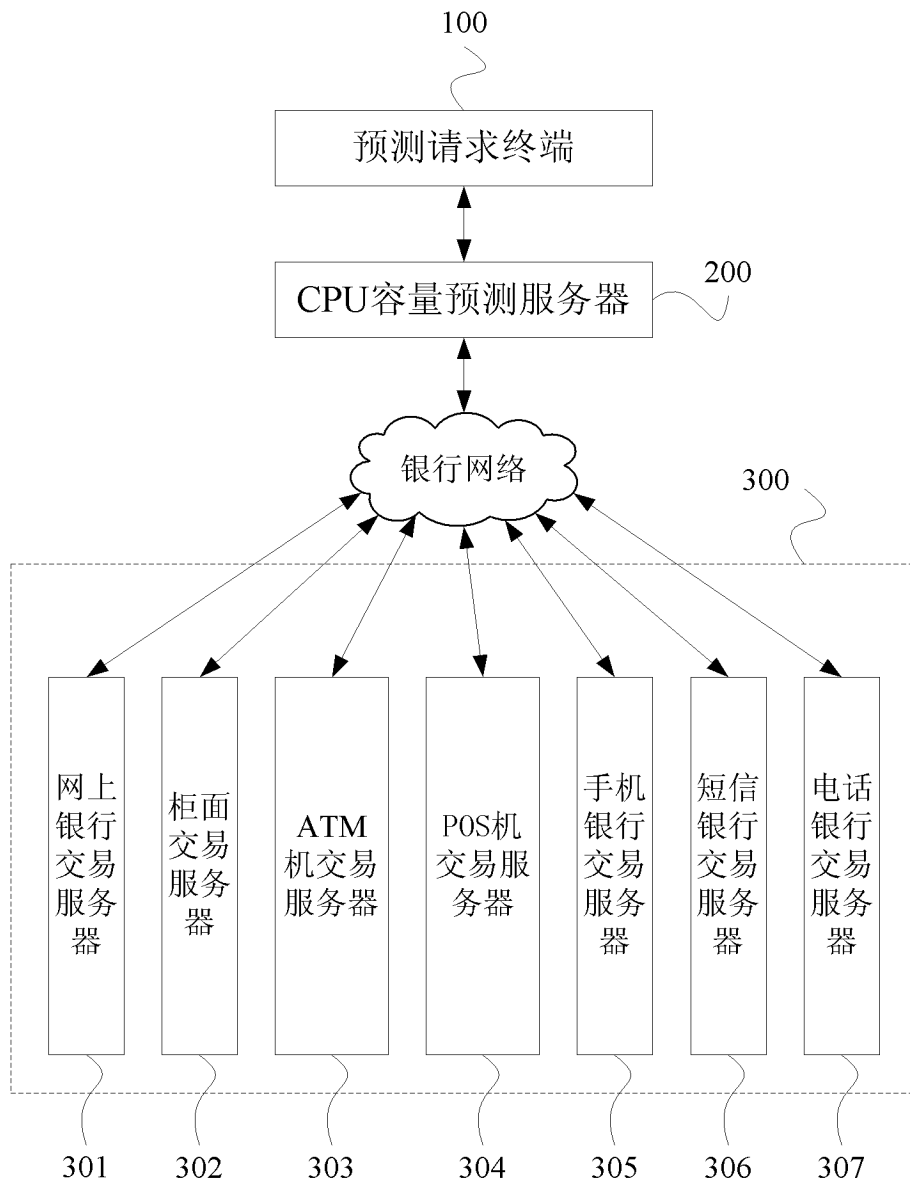 100
预测请求终端
200
CPU容量预测服务器
银行网络
300
网上
银行
交易
服务
器
柜面
交易
服务
器
ATM
机交易
服务器
POS机
交易服
务器
手机
银行
交易
服务
器
短信
银行
交易
服务
器
电话
银行
交易
服务
器
301
302
303
304
305
306
307